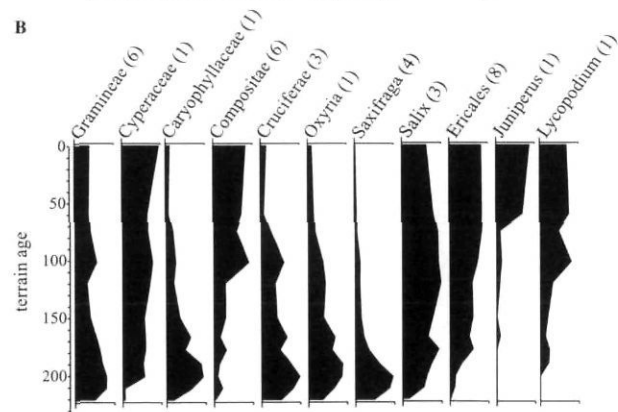 B
Gramineae (6)
Cyperaceae (1)
Caryophyllaceae (1)
Compositae (6)
Cruciferae (3)
Oxyria (1)
Saxifraga (4)
Salix (3)
Ericales (8)
Juniperus (1)
Lycopodium (1)
terrain age
0
50
100
150
200